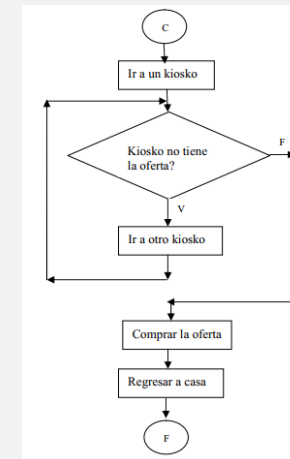 C
Ir a un kiosko
Kiosko no tiene
la oferta?
F
V
Ir a otro kiosko
Comprar la oferta
Regresar a casa
F